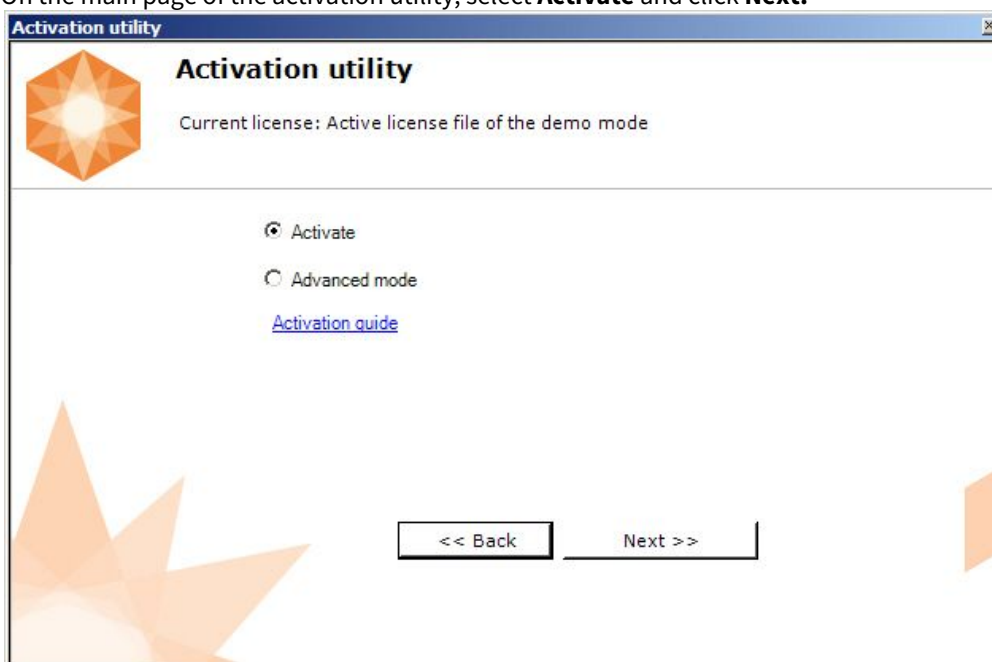 On the main page of the activation utility, select Activate and click Next.
Activation utility
Activation utility
Current license: Active license file of the demo mode
Activate
Advanced mode
Activation guide
<< Back
Next >>